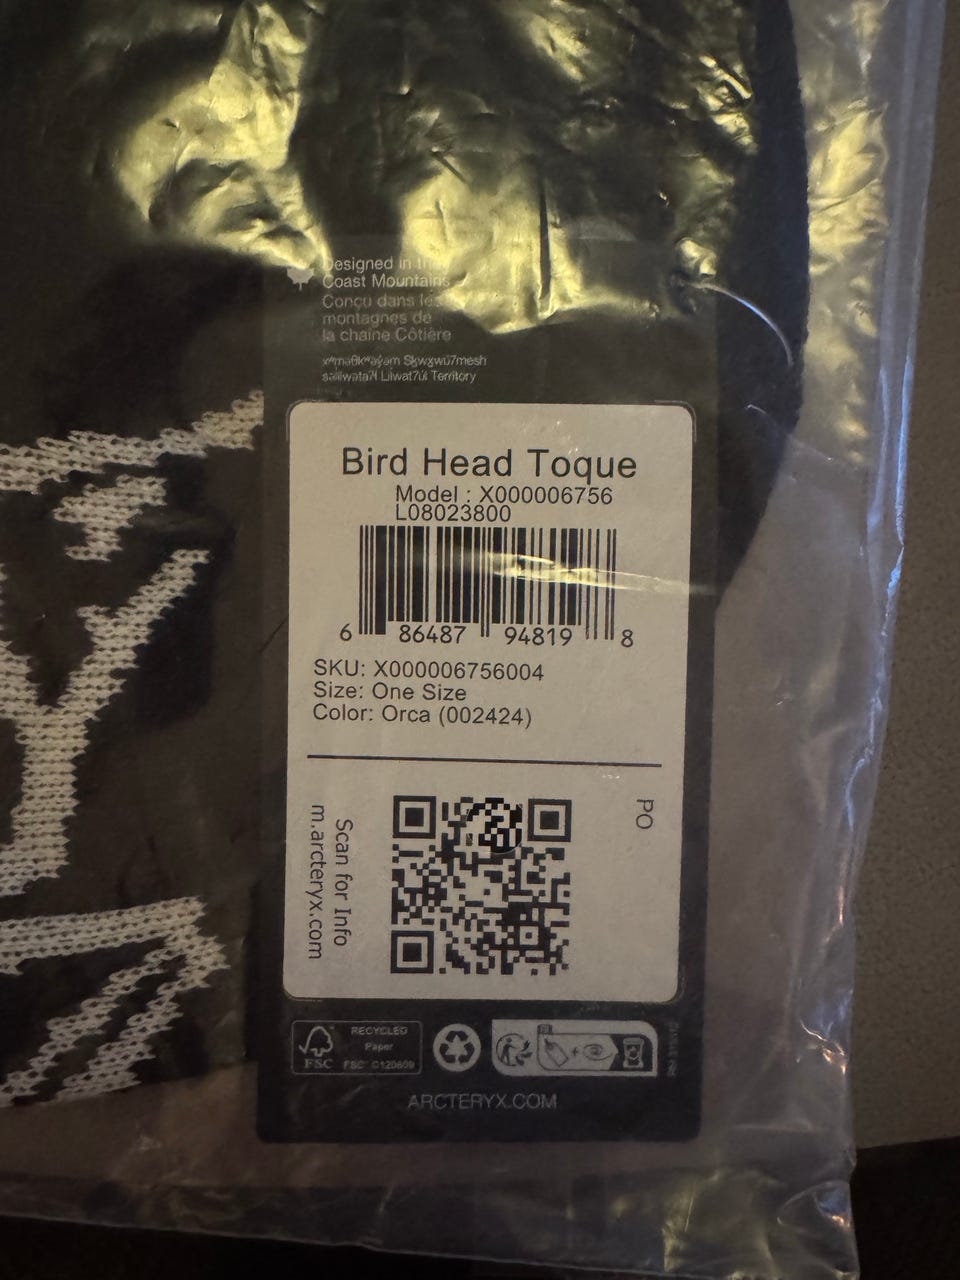 Designed in the
Coast Mountains
Conçu dans les
montagnes de
la chaîne Côtière
Territory
Bird Head Toque
Model : X000006756
L08023800
6 86487 94819 8
SKU: X000006756004
Size: One Size
Color: Orca (002424)
PO
Scan for Info
m.arcteryx.com
RECYCLED
Paper
FSC
FSC® C120609
ARCTERYX.COM